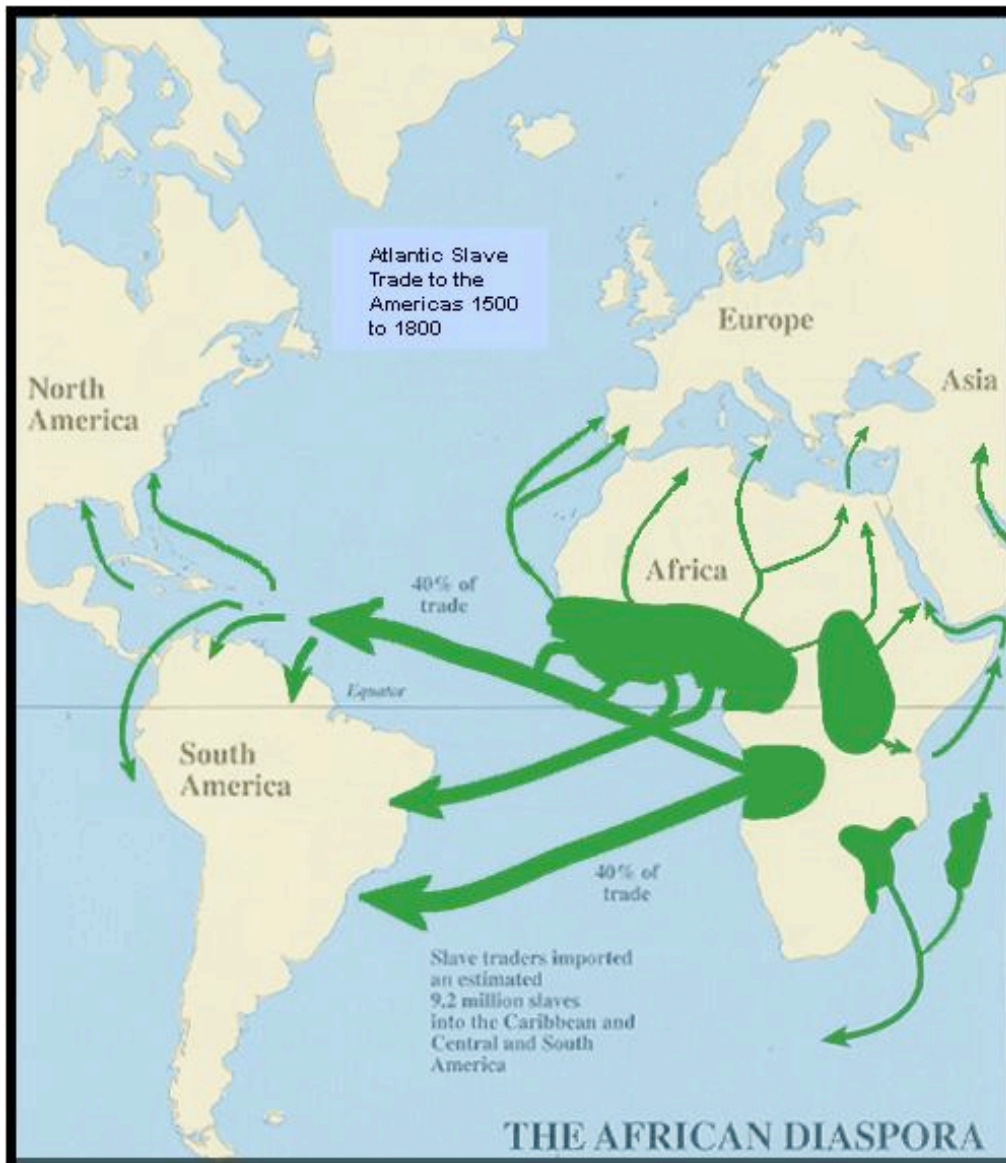 Atlantic Slave
Trade to the
Americas 1500
to 1800
Europe
Asia
North
America
40% of
trade
Africa
Equator
South
America
40% of
trade
Slave traders imported
an estimated
9.2 million slaves
into the Caribbean and
Central and South
America
THE AFRICAN DIASPORA